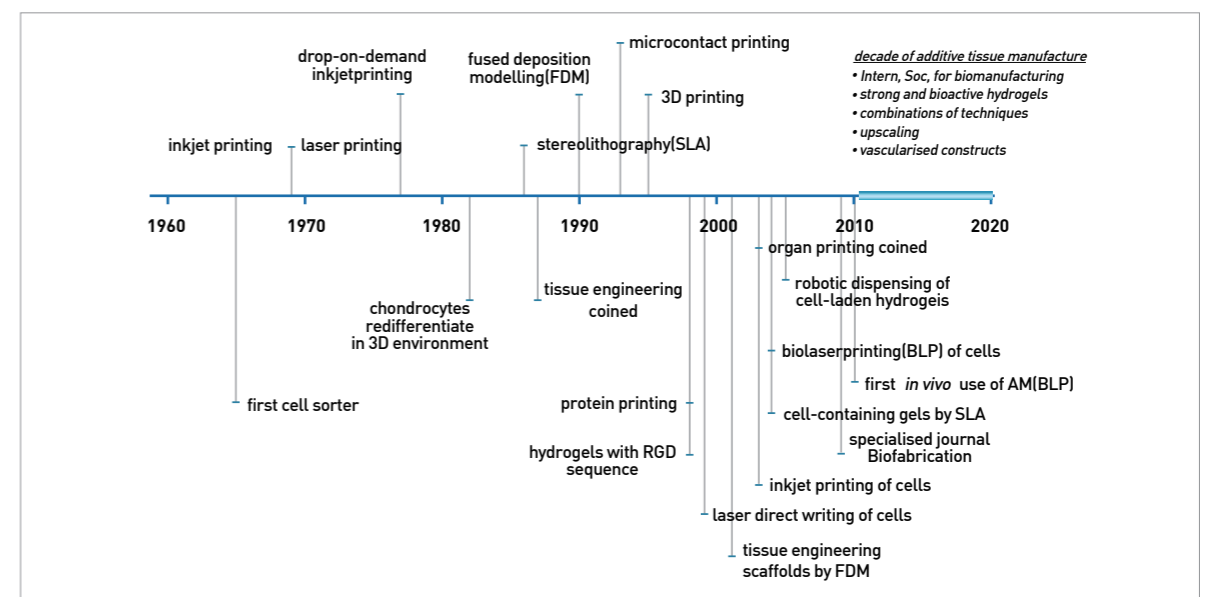 microcontact printing
drop-on-demand
inkjetprinting
fused deposition
modelling(FDM)
decade of additive tissue manufacture
• Intern, Soc, for biomanufacturing
• strong and bioactive hydrogels
• combinations of techniques
• upscaling
• vascularised constructs
3D printing
inkjet printing
laser printing
stereolithography(SLA)
1960
1970
1980
1990
2000
2010
2020
organ printing coined
robotic dispensing of
cell-laden hydrogeis
tissue engineering
coined
chondrocytes
redifferentiate
in 3D environment
biolaserprinting(BLP) of cells
first in vivo use of AM(BLP)
first cell sorter
protein printing
cell-containing gels by SLA
specialised journal
Biofabrication
hydrogels with RGD
sequence
inkjet printing of cells
laser direct writing of cells
tissue engineering
scaffolds by FDM